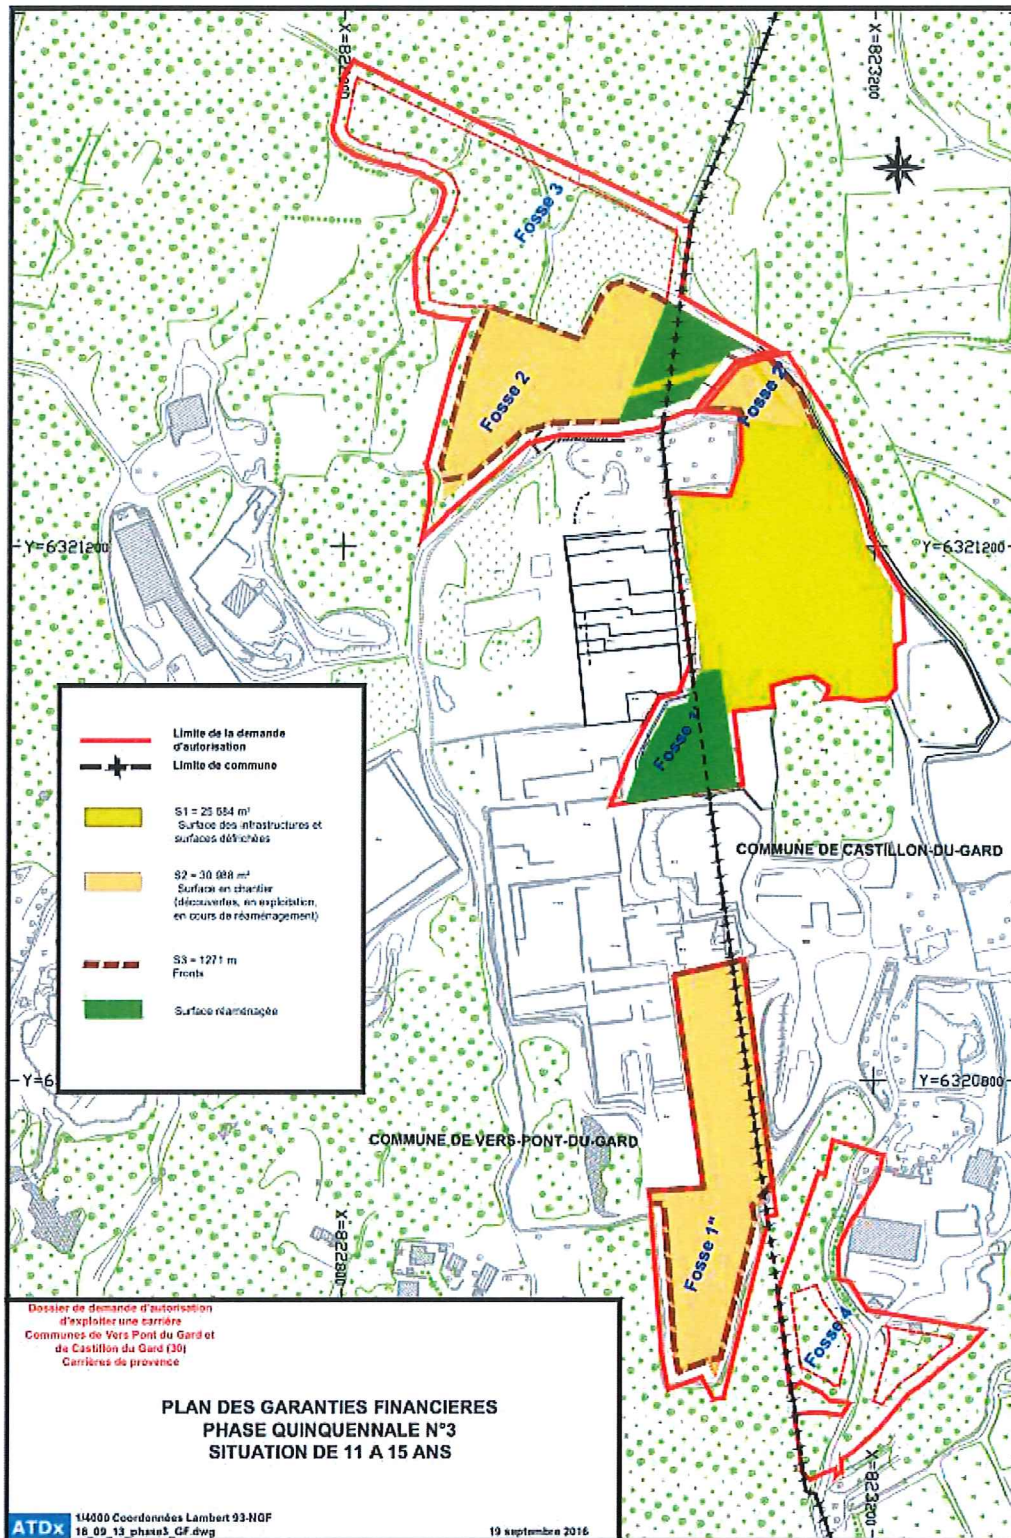 X=822800
X=823200
Fosse 3
Fosse 2
Fosse 2'
Y=6321200
Y=6321200
Limite de la demande
d'autorisation
Limite de commune
S1 = 25 684 m²
Surface des infrastructures et
surfaces défrichées
S2 = 30 988 m²
Surface en chantier
(découvertes, en exploitation,
en cours de réaménagement)
S3 = 1271 m
Fronts
Surface réaménagée
Fosse 2'
COMMUNE DE CASTILLON-DU-GARD
Y=6
Y=6320800
COMMUNE DE VERS-PONT-DU-GARD
X=822800
Fosse 1"
Fosse 4
X=823200
Dossier de demande d'autorisation
d'exploiter une carrière
Communes de Vers Pont du Gard et
de Castillon du Gard (30)
Carrières de provence
PLAN DES GARANTIES FINANCIERES
PHASE QUINQUENNALE N°3
SITUATION DE 11 A 15 ANS
ATDx
1/4000 Coordonnées Lambert 93-NGF
16_09_13_phase3_GF.dwg
19 septembre 2016